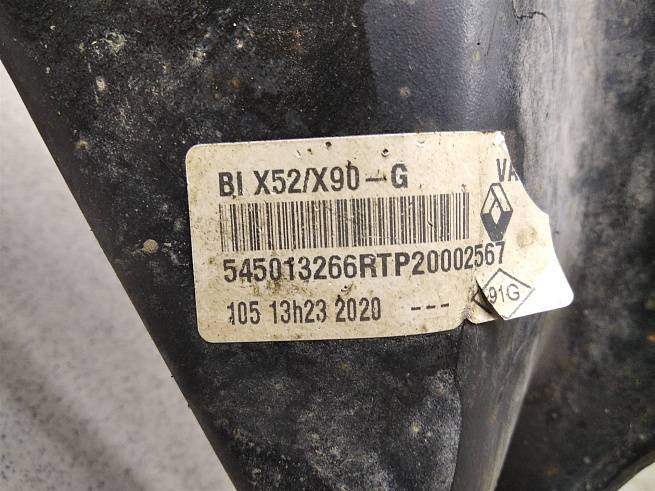 BI X52/X90-G
VA
545013266RTP20002567
91G
105 13h23 2020 ---